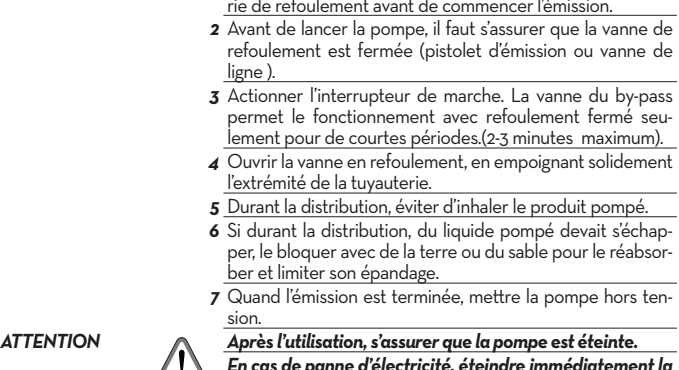 rie de refoulement avant de commencer l'émission.
2 Avant de lancer la pompe, il faut s'assurer que la vanne de
refoulement est fermée (pistolet d'émission ou vanne de
ligne ).
3 Actionner l'interrupteur de marche. La vanne du by-pass
permet le fonctionnement avec refoulement fermé seu-
lement pour de courtes périodes.(2-3 minutes maximum).
4 Ouvrir la vanne en refoulement, en empoignant solidement
l'extrémité de la tuyauterie.
5 Durant la distribution, éviter d'inhaler le produit pompé.
6 Si durant la distribution, du liquide pompé devait s'échap-
per, le bloquer avec de la terre ou du sable pour le réabsor-
ber et limiter son épandage.
7 Quand l'émission est terminée, mettre la pompe hors ten-
sion.
ATTENTION
Après l'utilisation, s'assurer que la pompe est éteinte.
En cas de panne d'électricité, éteindre immédiatement la